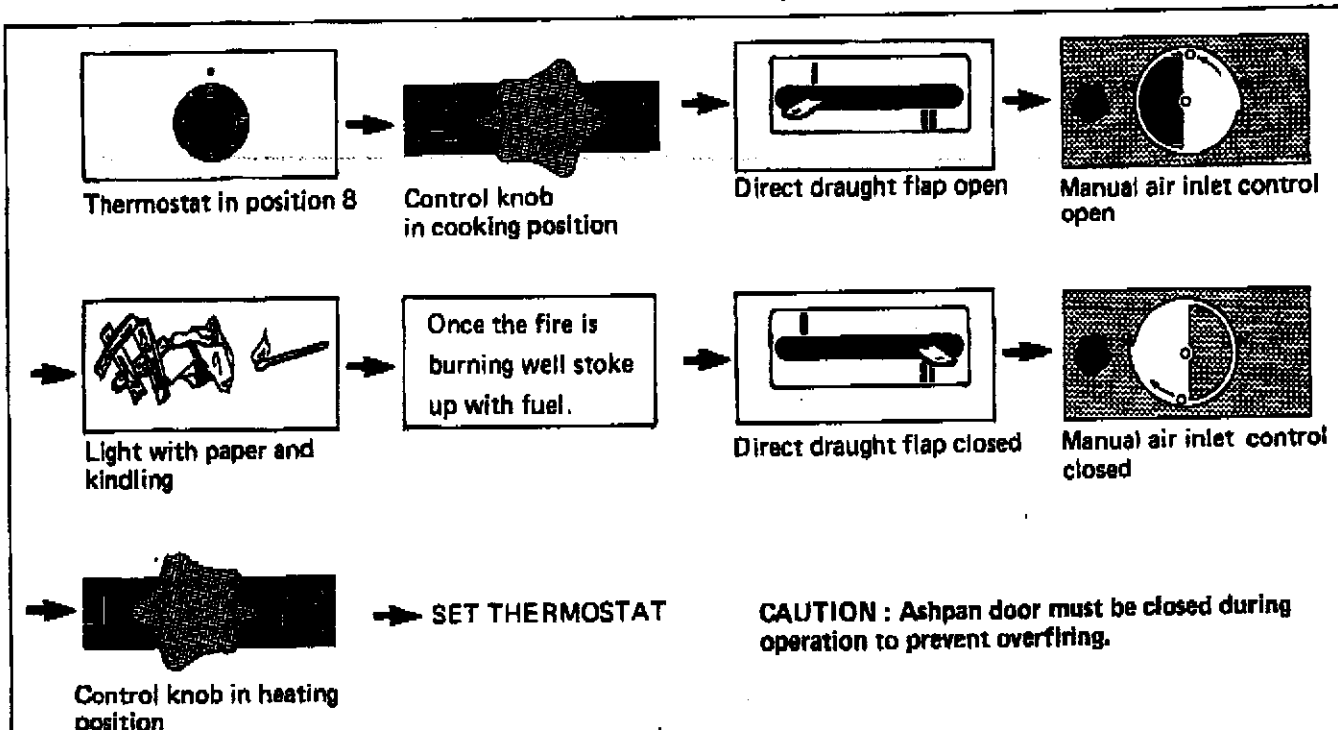 Thermostat in position 8
Control knob
in cooking position
Direct draught flap open
Manual air inlet control
open
Light with paper and
kindling
Once the fire is
burning well stoke
up with fuel.
Direct draught flap closed
Manual air inlet control
closed
Control knob in heating
position
SET THERMOSTAT
CAUTION : Ashpan door must be closed during
operation to prevent overfiring.